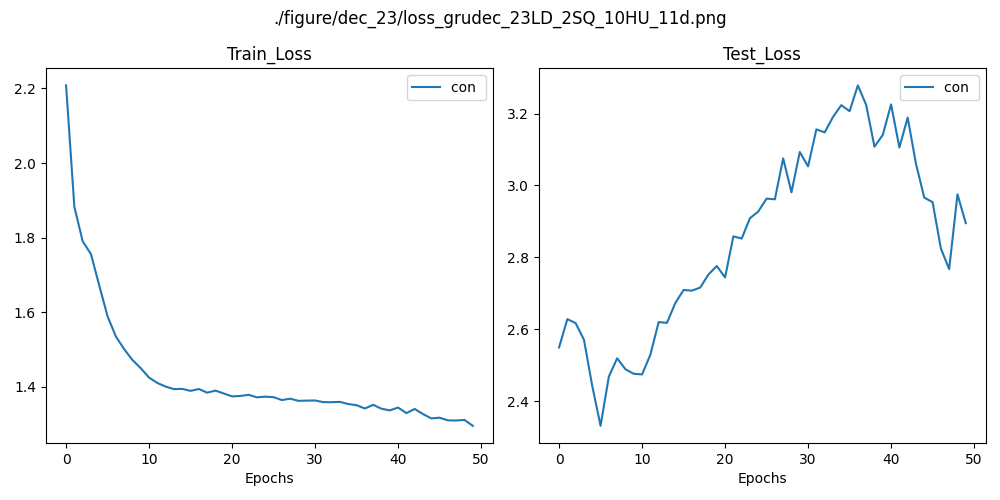 ./figure/dec_23/loss_grudec_23LD_2SQ_10HU_11d.png
Train_Loss
con
2.2
2.0
1.8
1.6
1.4
0 10 20 30 40 50
Epochs
Test_Loss
con
3.2
3.0
2.8
2.6
2.4
0 10 20 30 40 50
Epochs